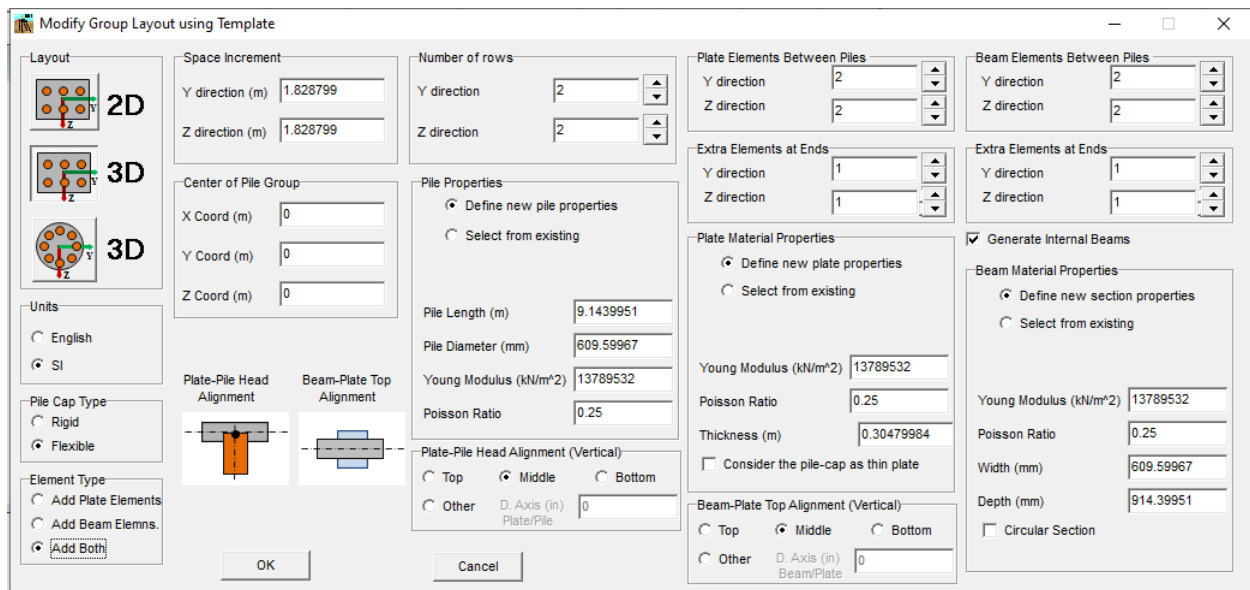 Modify Group Layout using Template
Layout
2D
Y
Z
3D
Y
Z
3D
Y
Z
Units
English
SI
Pile Cap Type
Rigid
Flexible
Element Type
Add Plate Elements
Add Beam Elemns.
Add Both
Space Increment
Y direction (m) 1.828799
Z direction (m) 1.828799
Center of Pile Group
X Coord (m) 0
Y Coord (m) 0
Z Coord (m) 0
Plate-Pile Head
Alignment
Beam-Plate Top
Alignment
OK
Number of rows
Y direction 2
Z direction 2
Pile Properties
Define new pile properties
Select from existing
Pile Length (m) 9.1439951
Pile Diameter (mm) 609.59967
Young Modulus (kN/m^2) 13789532
Poisson Ratio 0.25
Plate-Pile Head Alignment (Vertical)
Top Middle Bottom
Other D. Axis (in) 0
Plate/Pile
Cancel
Plate Elements Between Piles
Y direction 2
Z direction 2
Extra Elements at Ends
Y direction 1
Z direction 1
Plate Material Properties
Define new plate properties
Select from existing
Young Modulus (kN/m^2) 13789532
Poisson Ratio 0.25
Thickness (m) 0.30479984
Consider the pile-cap as thin plate
Beam-Plate Top Alignment (Vertical)
Top Middle Bottom
Other D. Axis (in) 0
Beam/Plate
Beam Elements Between Piles
Y direction 2
Z direction 2
Extra Elements at Ends
Y direction 1
Z direction 1
Generate Internal Beams
Beam Material Properties
Define new section properties
Select from existing
Young Modulus (kN/m^2) 13789532
Poisson Ratio 0.25
Width (mm) 609.59967
Depth (mm) 914.39951
Circular Section